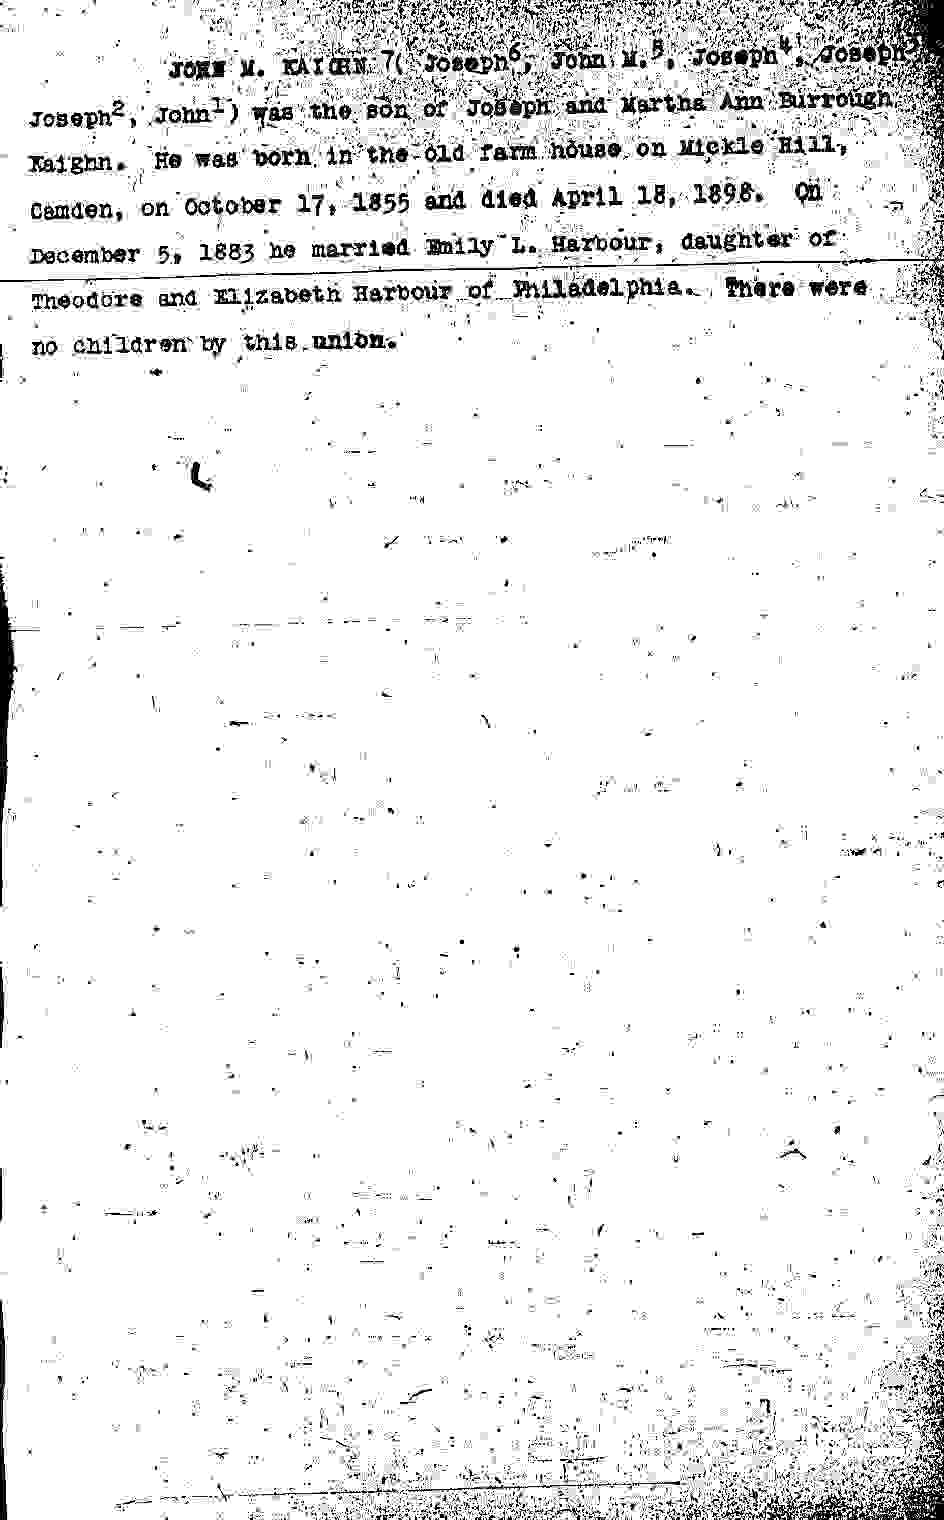 JOHN M. KAIGHN 7( Joseph⁶, John M.⁵, Joseph⁴, Joseph³
Joseph², John¹) was the son of Joseph and Martha Ann Burrough
Kaighn. He was born in the old farm house on Mickle Hill,
Camden, on October 17, 1855 and died April 18, 1898. On
December 5, 1883 he married Emily L. Harbour, daughter of
Theodore and Elizabeth Harbour of Philadelphia. There were
no children by this union.